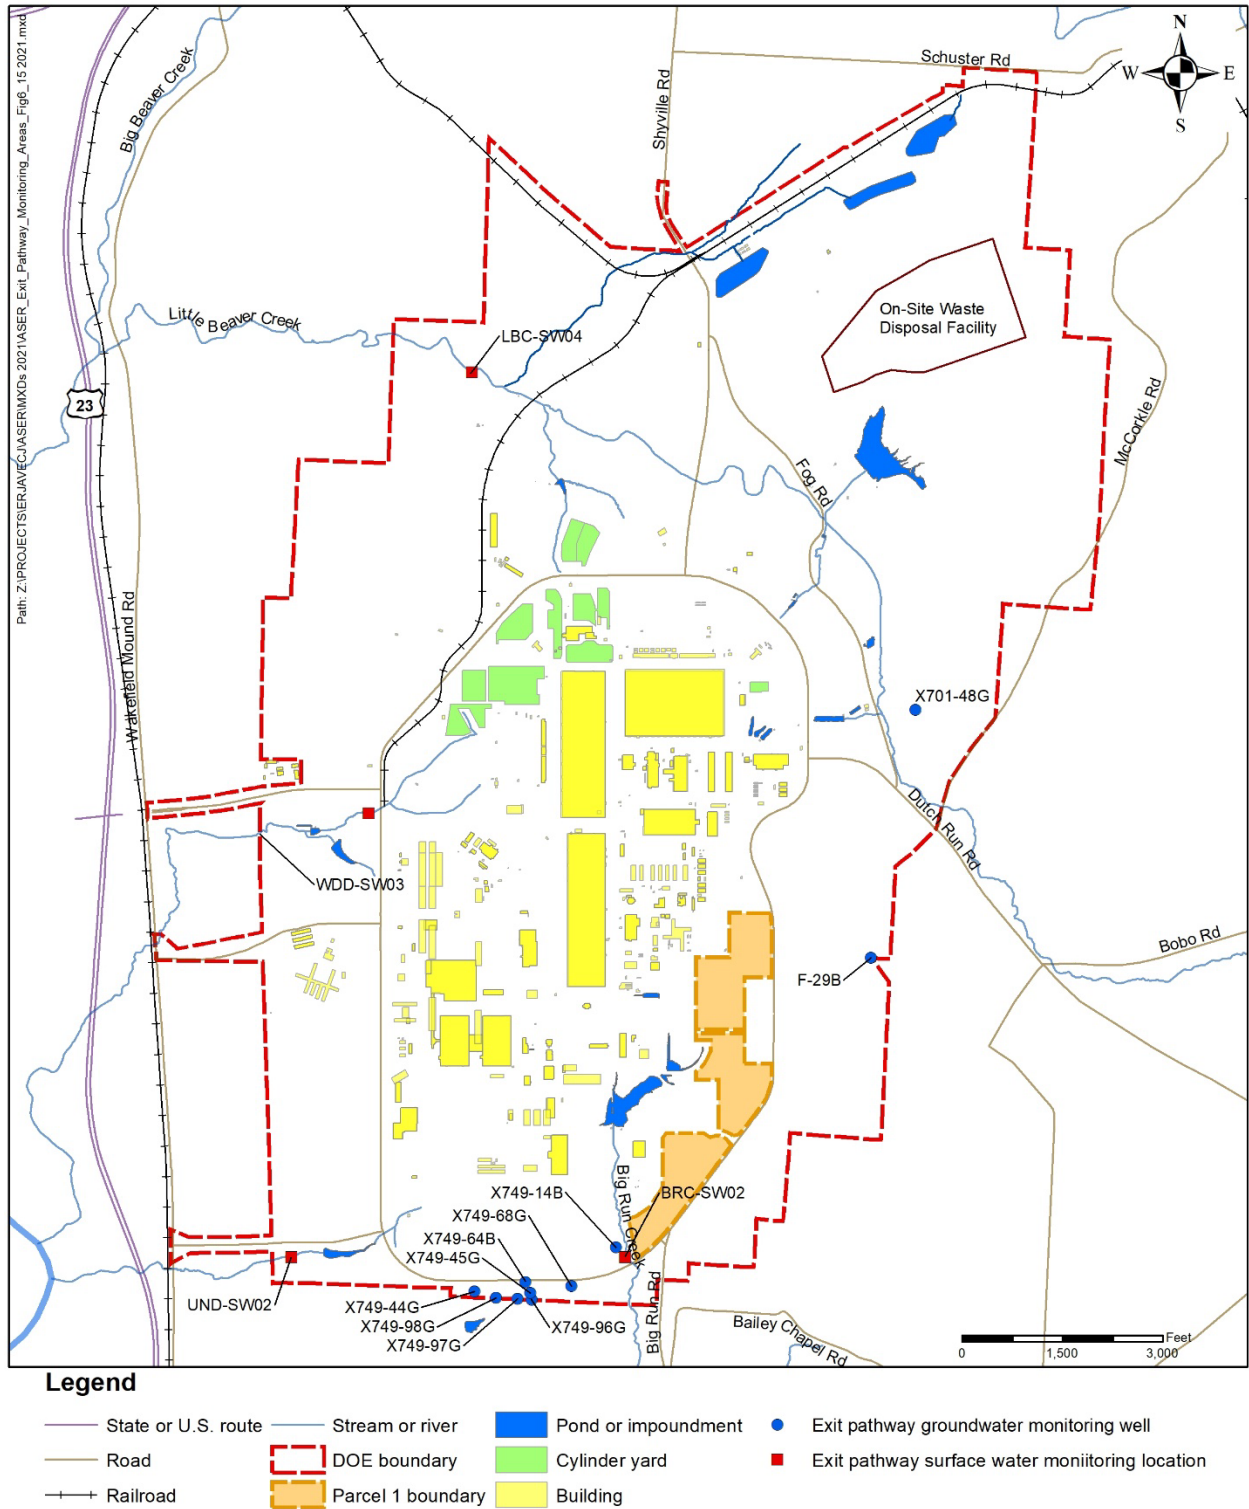 Path: Z:\PROJECTS\ERJAVECJ\ASER\MXDs 2021\ASER_Exit_Pathway_Monitoring_Areas_Fig6_15 2021.mxd
N
W E
S
Schuster Rd
Shyville Rd
Big Beaver Creek
Little Beaver Creek
LBC-SW04
On-Site Waste
Disposal Facility
23
McCorkle Rd
Fog Rd
Wakefield Mound Rd
X701-48G
Dutch Run Rd
WDD-SW03
Bobo Rd
F-29B
Big Run Creek
X749-14B
BRC-SW02
X749-68G
X749-64B
X749-45G
UND-SW02
X749-44G
X749-98G
X749-97G
X749-96G
Big Run Rd
Bailey Chapel Rd
Feet
0 1,500 3,000
Legend
State or U.S. route
Stream or river
Pond or impoundment
Exit pathway groundwater monitoring well
Road
DOE boundary
Cylinder yard
Exit pathway surface water moniitoring location
Railroad
Parcel 1 boundary
Building